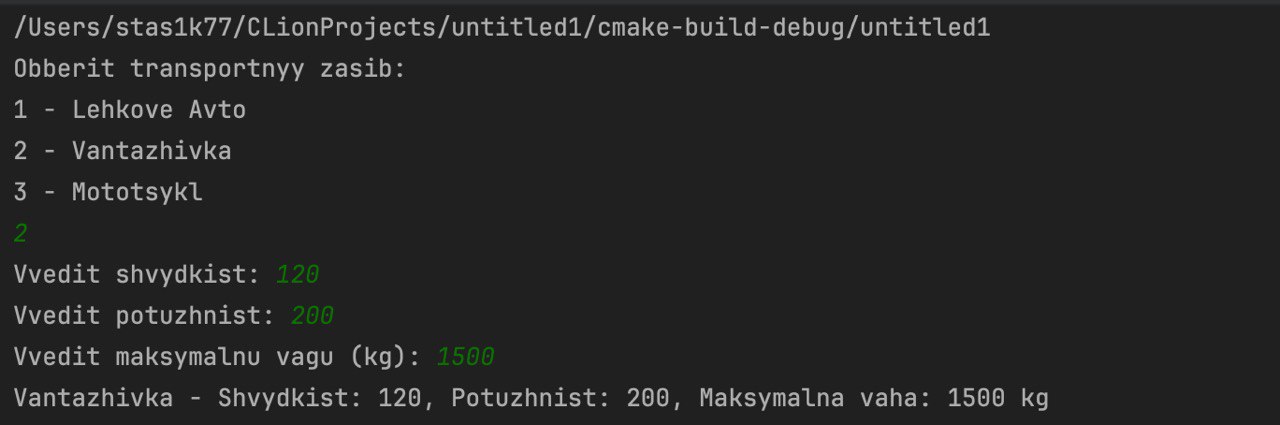 /Users/stas1k77/CLionProjects/untitled1/cmake-build-debug/untitled1
Obberit transportnyy zasib:
1 - Lehkove Avto
2 - Vantazhivka
3 - Mototsykl
2
Vvedit shvydkist: 120
Vvedit potuzhnist: 200
Vvedit maksymalnu vagu (kg): 1500
Vantazhivka - Shvydkist: 120, Potuzhnist: 200, Maksymalna vaha: 1500 kg